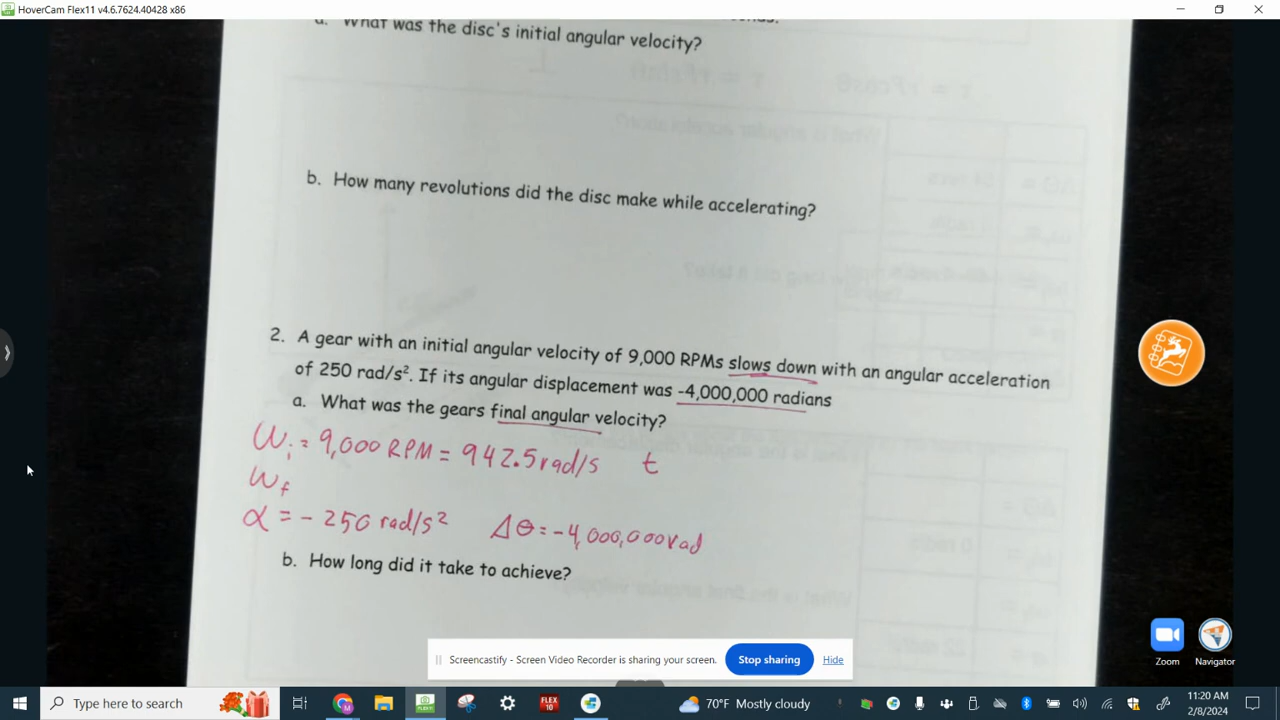 HoverCam Flex11 v4.6.7624.40428 x86
a. What was the disc's initial angular velocity?
b. How many revolutions did the disc make while accelerating?
2. A gear with an initial angular velocity of 9,000 RPMs slows down with an angular acceleration
of 250 rad/s². If its angular displacement was -4,000,000 radians
a. What was the gears final angular velocity?
ωi = 9,000 RPM = 942.5 rad/s t
ωf
α = - 250 rad/s² Δθ = -4,000,000 rad
b. How long did it take to achieve?
Screencastify - Screen Video Recorder is sharing your screen. Stop sharing Hide
Zoom Navigator
Type here to search
FLEX
10
70°F Mostly cloudy
11:20 AM
2/8/2024